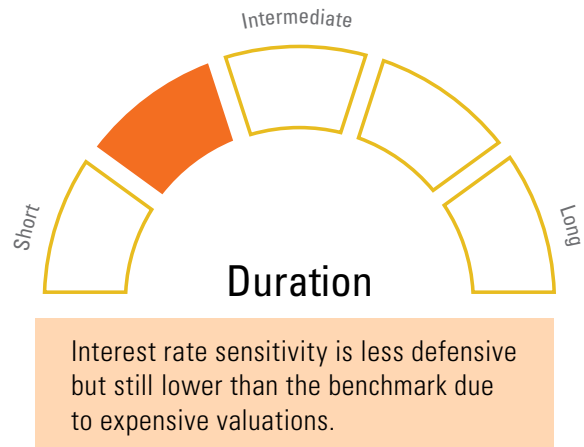 Intermediate
Short
Long
Duration
Interest rate sensitivity is less defensive
but still lower than the benchmark due
to expensive valuations.